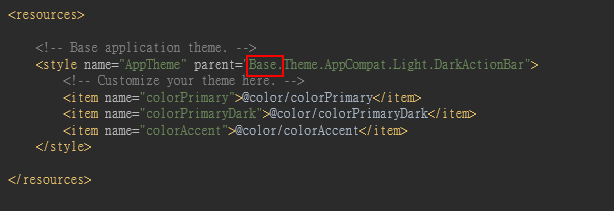 <resources>
<!-- Base application theme. -->
<style name="AppTheme" parent="Base.Theme.AppCompat.Light.DarkActionBar">
<!-- Customize your theme here. -->
<item name="colorPrimary">@color/colorPrimary</item>
<item name="colorPrimaryDark">@color/colorPrimaryDark</item>
<item name="colorAccent">@color/colorAccent</item>
</style>
</resources>